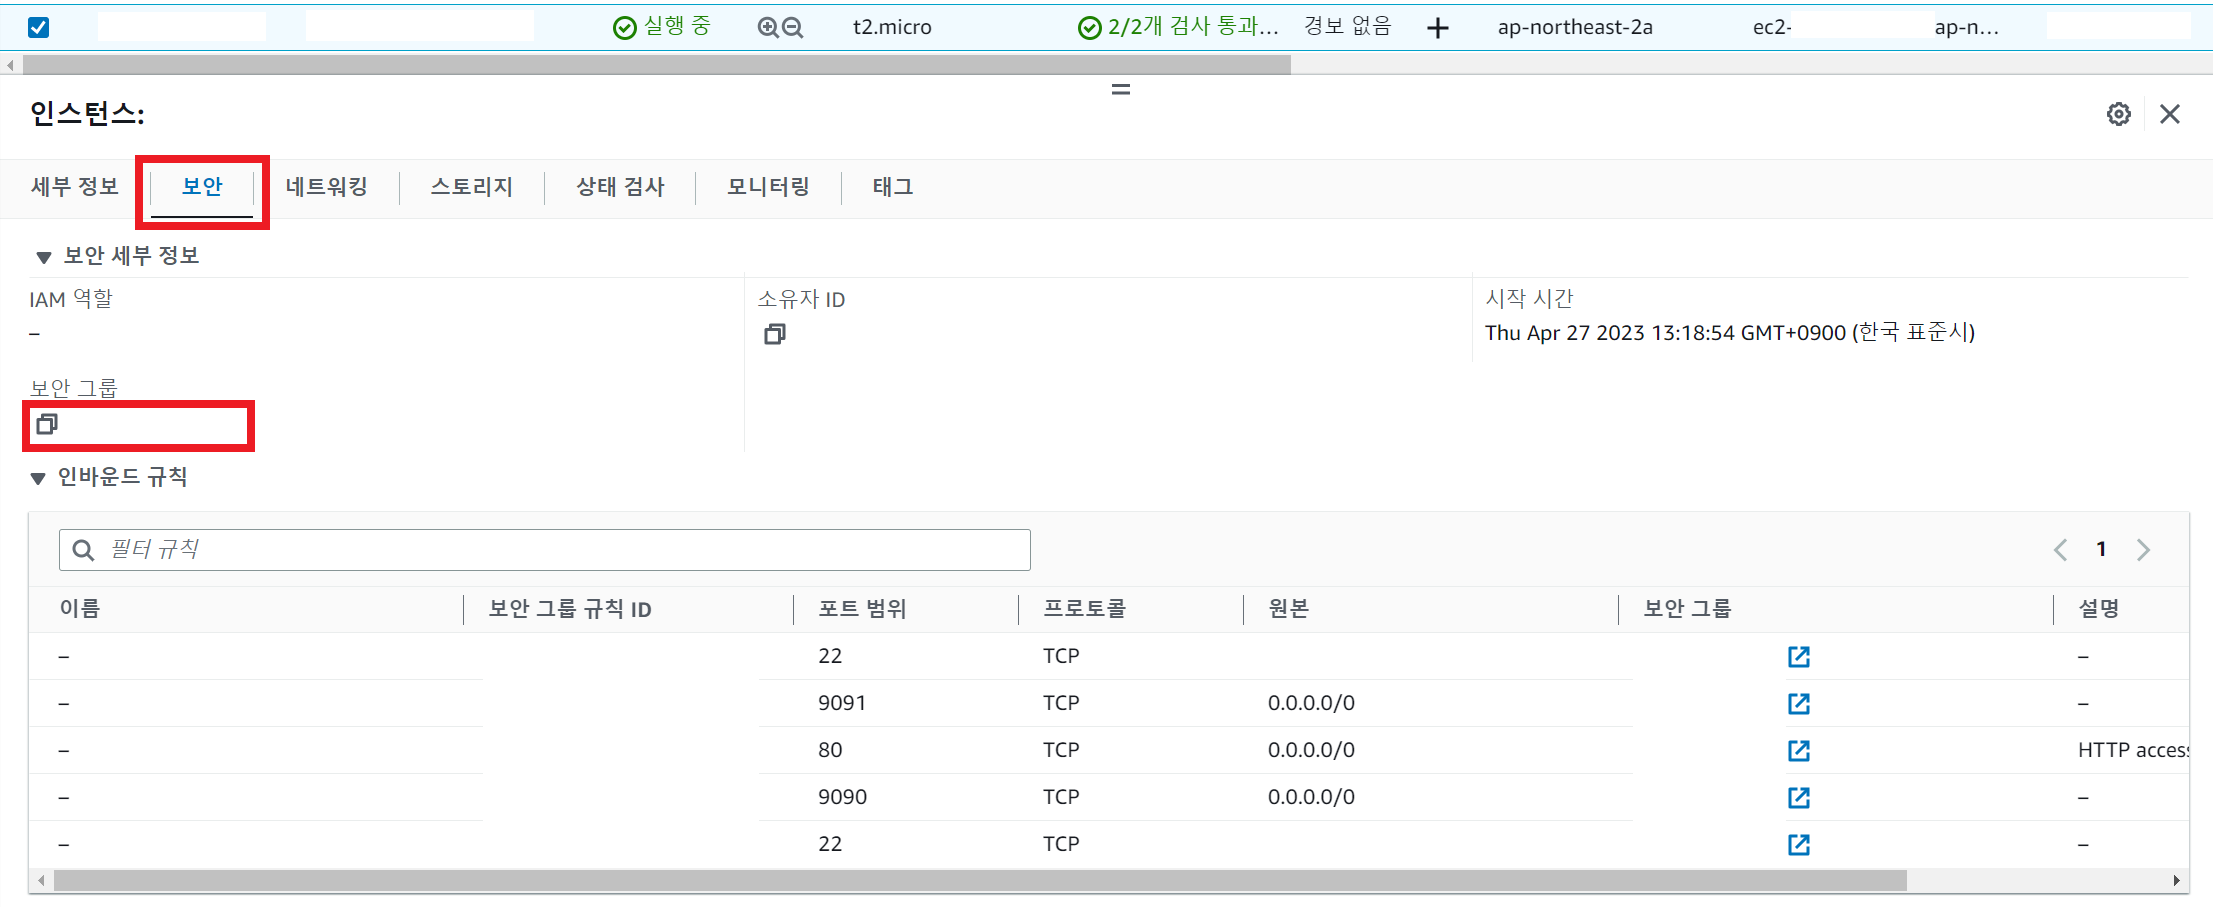 실행 중 t2.micro 2/2개 검사 통과... 경보 없음 ap-northeast-2a ec2- ap-n...
인스턴스:
세부 정보 보안 네트워킹 스토리지 상태 검사 모니터링 태그
보안 세부 정보
IAM 역할 소유자 ID 시작 시간
– Thu Apr 27 2023 13:18:54 GMT+0900 (한국 표준시)
보안 그룹
인바운드 규칙
필터 규칙 1
이름 보안 그룹 규칙 ID 포트 범위 프로토콜 원본 보안 그룹 설명
– 22 TCP –
– 9091 TCP 0.0.0.0/0 –
– 80 TCP 0.0.0.0/0 HTTP access
– 9090 TCP 0.0.0.0/0 –
– 22 TCP –